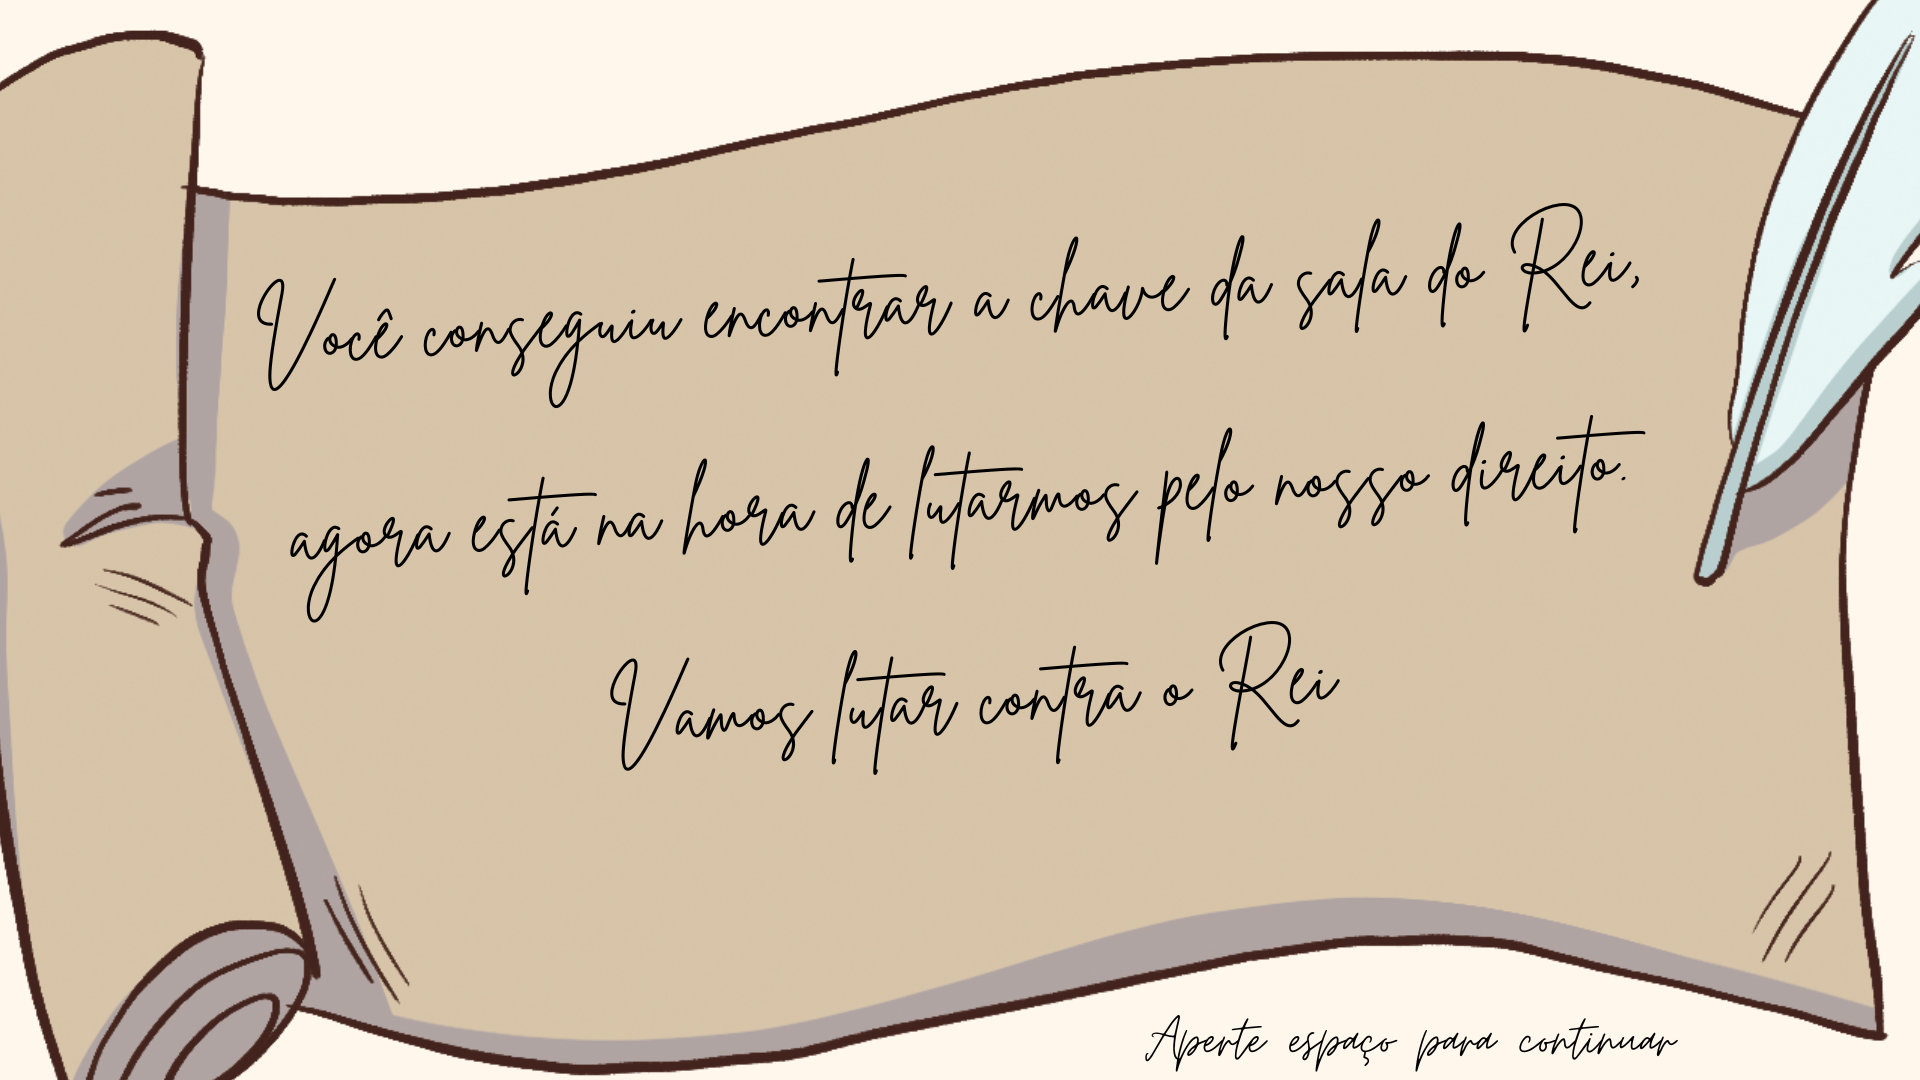 Você conseguiu encontrar a chave da sala do Rei,
agora está na hora de lutarmos pelo nosso direito.
Vamos lutar contra o Rei
Aperte espaço para continuar